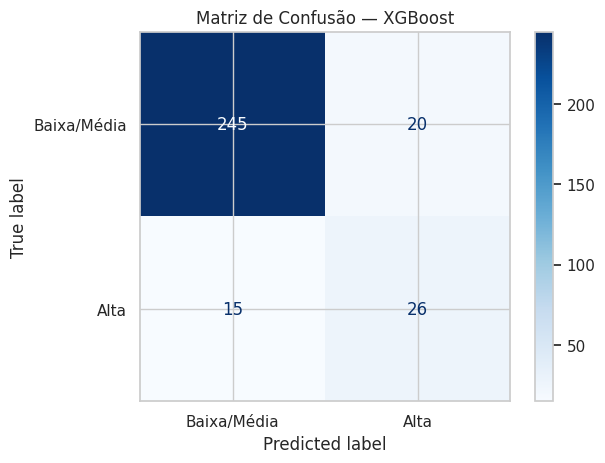 Matriz de Confusão — XGBoost
True label
Baixa/Média
245
20
Alta
15
26
Baixa/Média
Alta
Predicted label
200
150
100
50